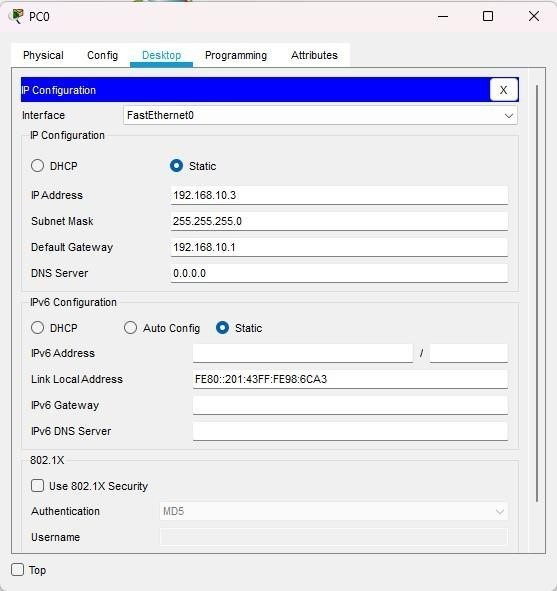 PC0
Physical Config Desktop Programming Attributes
IP Configuration X
Interface FastEthernet0
IP Configuration
DHCP Static
IP Address 192.168.10.3
Subnet Mask 255.255.255.0
Default Gateway 192.168.10.1
DNS Server 0.0.0.0
IPv6 Configuration
DHCP Auto Config Static
IPv6 Address /
Link Local Address FE80::201:43FF:FE98:6CA3
IPv6 Gateway
IPv6 DNS Server
802.1X
Use 802.1X Security
Authentication MD5
Username
Top